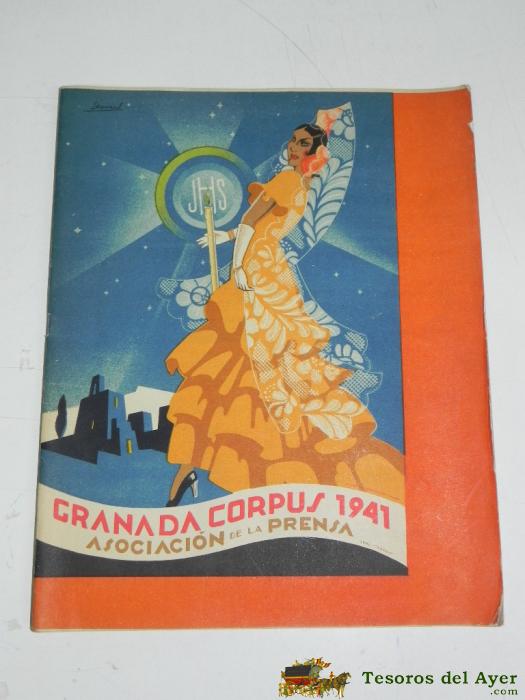 JHS
GRANADA CORPUS 1941
ASOCIACIÓN DE LA PRENSA
Tesoros del Ayer
.com